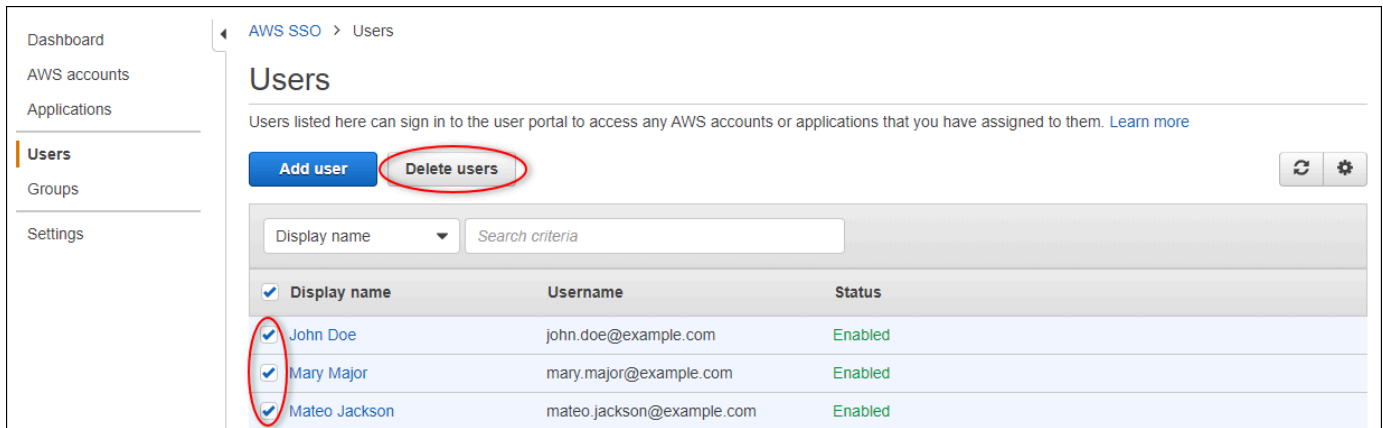 Dashboard
AWS accounts
Applications
Users
Groups
Settings
AWS SSO > Users
Users
Users listed here can sign in to the user portal to access any AWS accounts or applications that you have assigned to them. Learn more
Add user Delete users
Display name Search criteria
Display name Username Status
John Doe john.doe@example.com Enabled
Mary Major mary.major@example.com Enabled
Mateo Jackson mateo.jackson@example.com Enabled